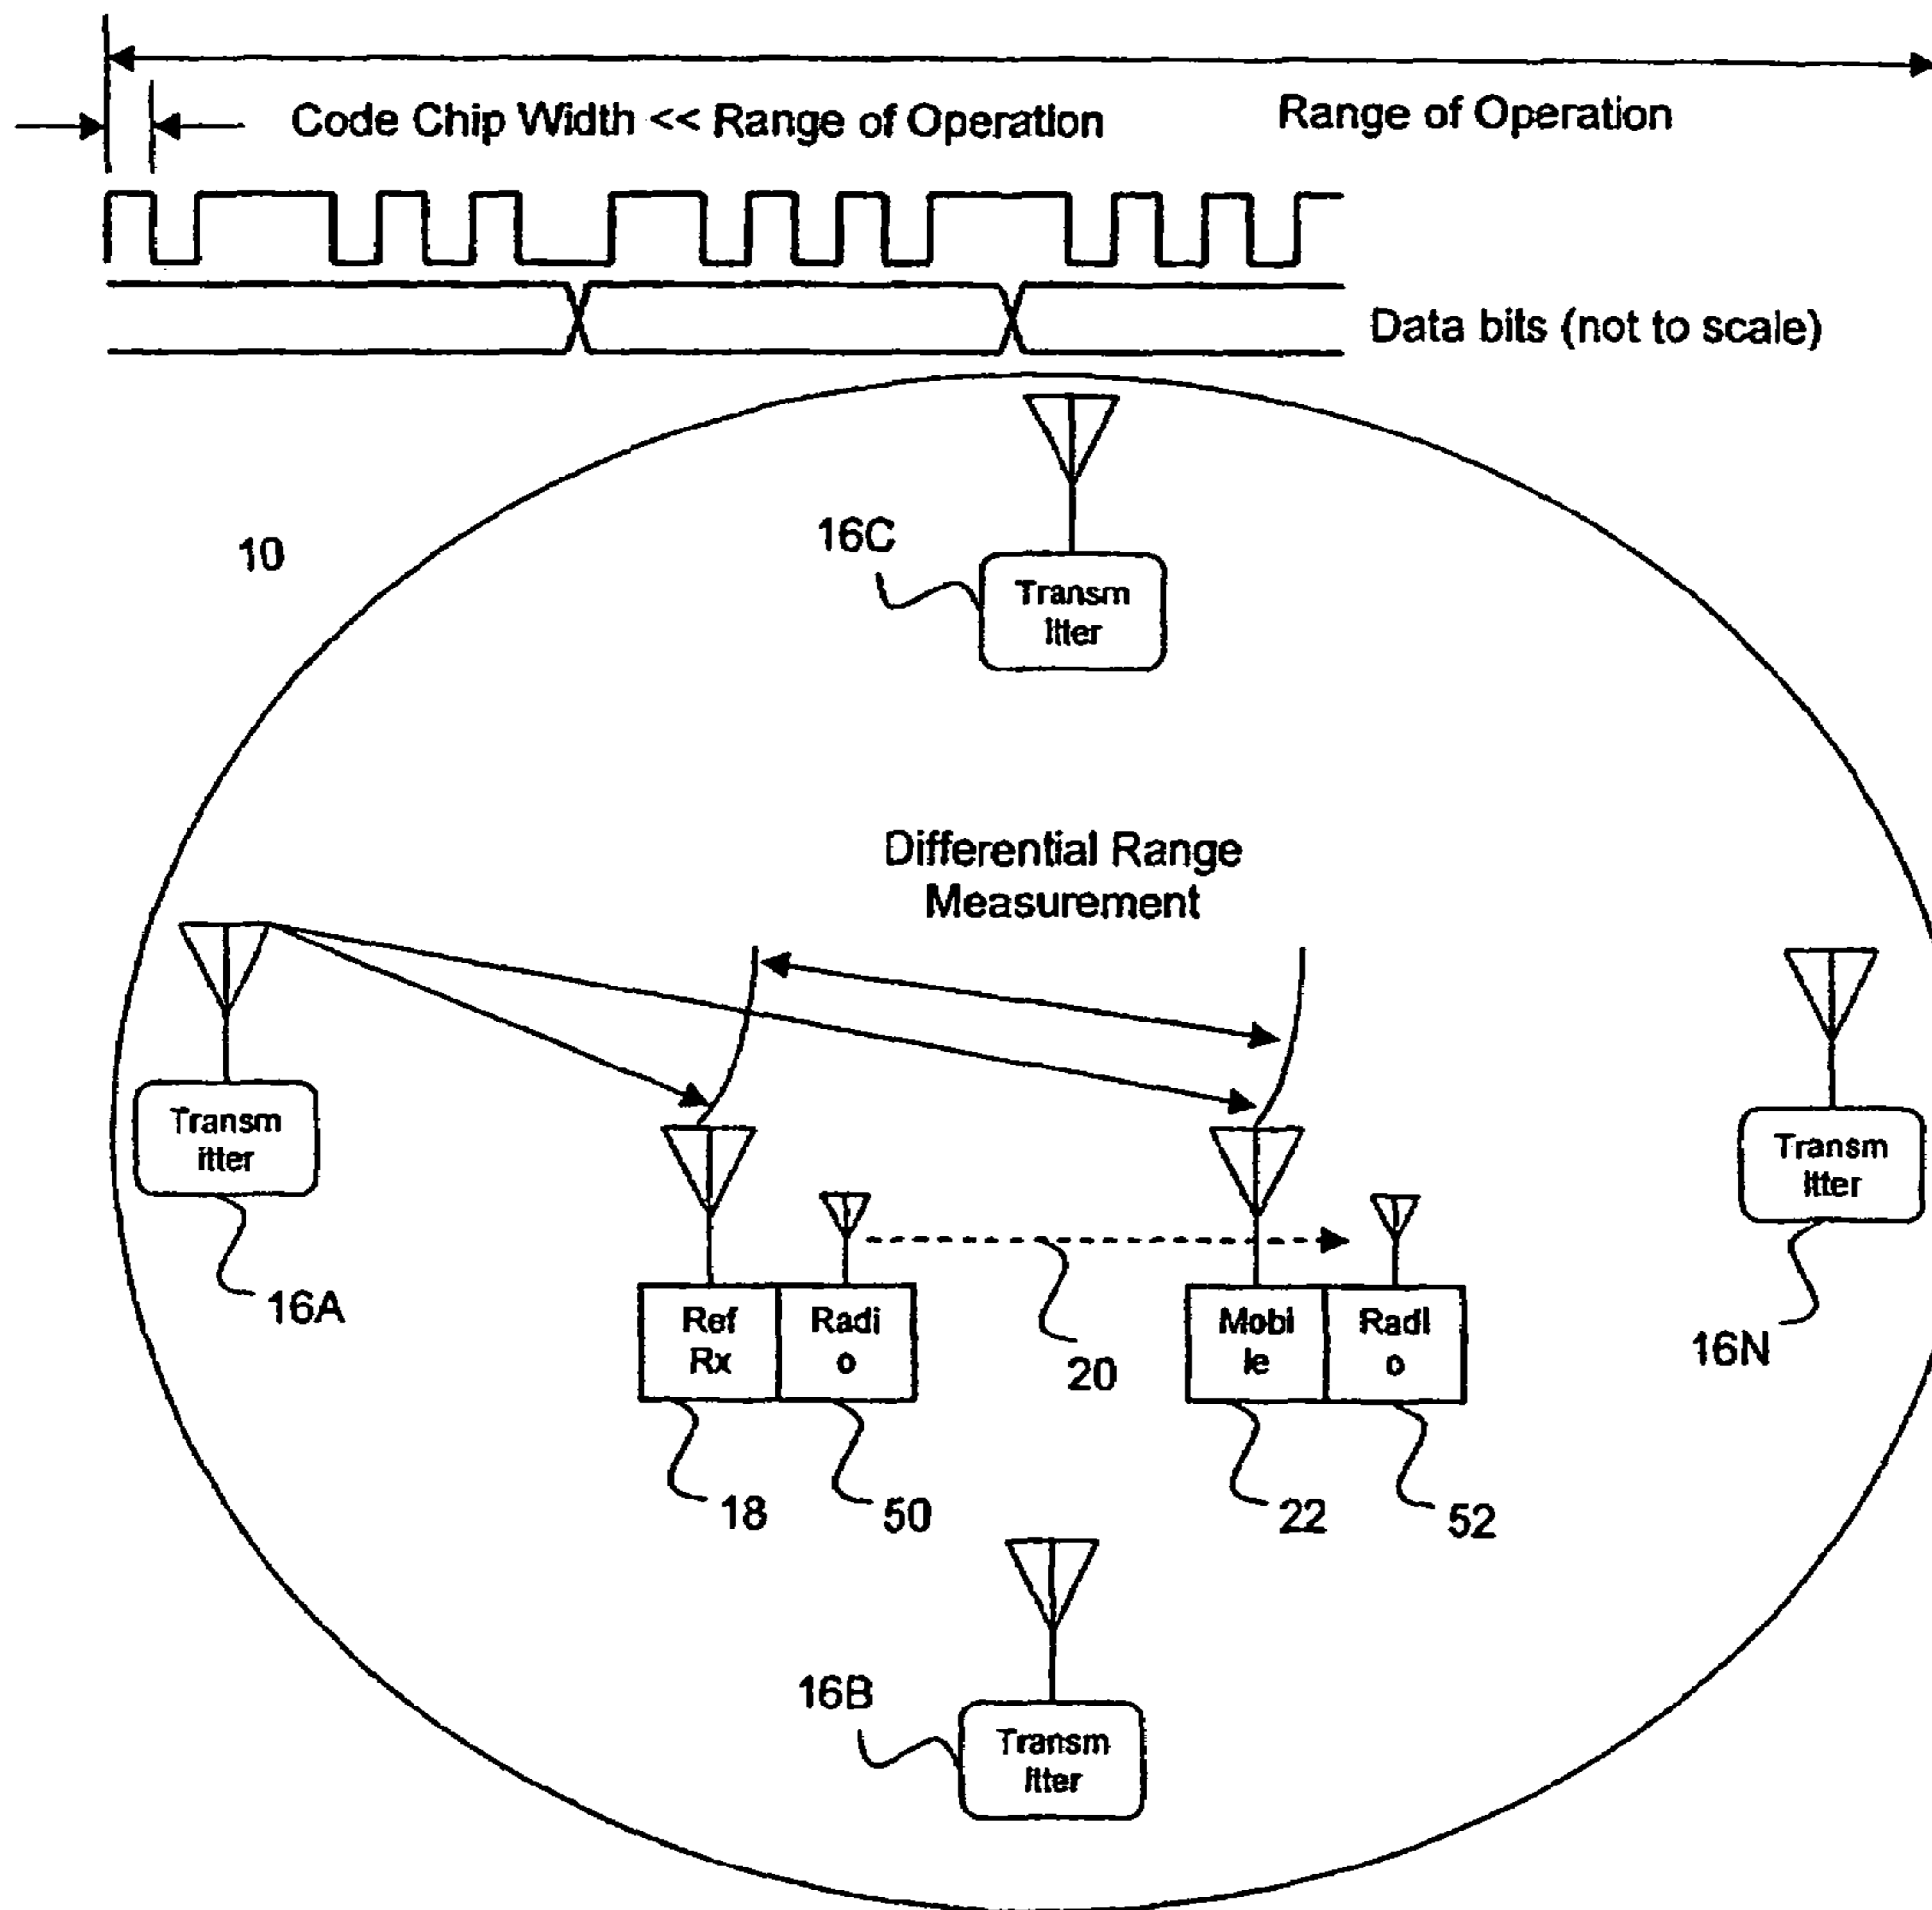 Code Chip Width << Range of Operation
Range of Operation
Data bits (not to scale)
10
16C
Transm
itter
Differential Range
Measurement
Transm
itter
16A
Ref
Rx
Radi
o
20
Mobi
le
Radi
o
Transm
itter
16N
18
50
22
52
16B
Transm
itter